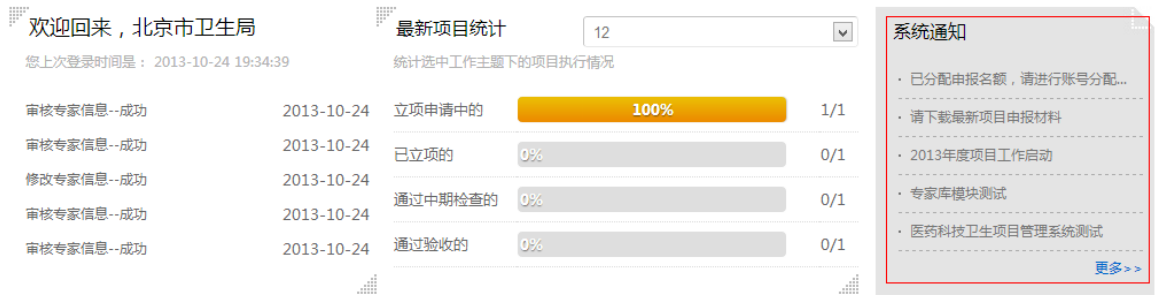 欢迎回来，北京市卫生局
您上次登录时间是： 2013-10-24 19:34:39
审核专家信息--成功 2013-10-24
审核专家信息--成功 2013-10-24
修改专家信息--成功 2013-10-24
审核专家信息--成功 2013-10-24
审核专家信息--成功 2013-10-24
最新项目统计 12
统计选中工作主题下的项目执行情况
立项申请中的 100% 1/1
已立项的 0% 0/1
通过中期检查的 0% 0/1
通过验收的 0% 0/1
系统通知
· 已分配申报名额，请进行账号分配...
· 请下载最新项目申报材料
· 2013年度项目工作启动
· 专家库模块测试
· 医药科技卫生项目管理系统测试
更多>>